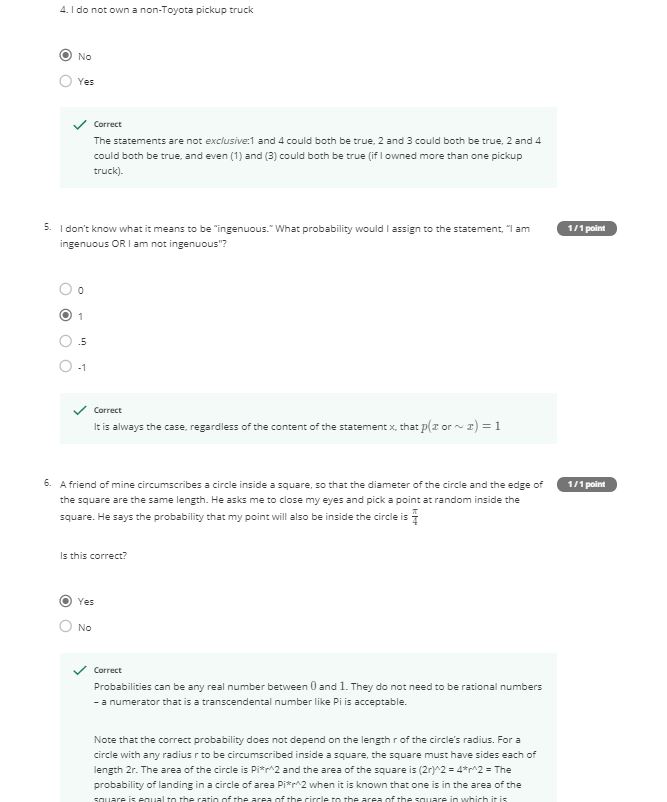 4. I do not own a non-Toyota pickup truck
No
Yes
Correct
The statements are not exclusive:1 and 4 could both be true, 2 and 3 could both be true, 2 and 4
could both be true, and even (1) and (3) could both be true (if I owned more than one pickup
truck).
5. I don't know what it means to be "ingenuous." What probability would I assign to the statement, "I am
ingenuous OR I am not ingenuous"?
1 / 1 point
0
1
.5
-1
Correct
It is always the case, regardless of the content of the statement x, that p(x or ~ x) = 1
6. A friend of mine circumscribes a circle inside a square, so that the diameter of the circle and the edge of
the square are the same length. He asks me to close my eyes and pick a point at random inside the
square. He says the probability that my point will also be inside the circle is π/4
1 / 1 point
Is this correct?
Yes
No
Correct
Probabilities can be any real number between 0 and 1. They do not need to be rational numbers
– a numerator that is a transcendental number like Pi is acceptable.
Note that the correct probability does not depend on the length r of the circle's radius. For a
circle with any radius r to be circumscribed inside a square, the square must have sides each of
length 2r. The area of the circle is Pi*r^2 and the area of the square is (2r)^2 = 4*r^2 = The
probability of landing in a circle of area Pi*r^2 when it is known that one is in the area of the
square is equal to the ratio of the area of the circle to the area of the square in which it is